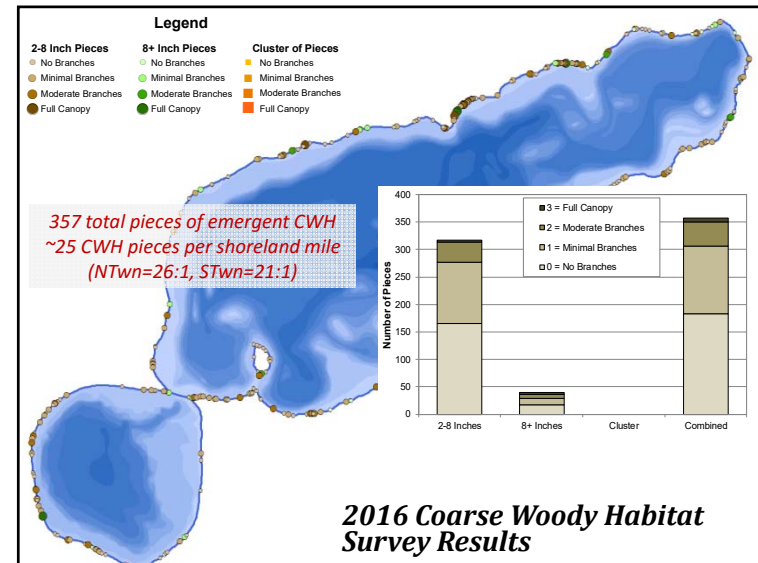 Legend
2-8 Inch Pieces
No Branches
Minimal Branches
Moderate Branches
Full Canopy
8+ Inch Pieces
No Branches
Minimal Branches
Moderate Branches
Full Canopy
Cluster of Pieces
No Branches
Minimal Branches
Moderate Branches
Full Canopy
357 total pieces of emergent CWH
~25 CWH pieces per shoreland mile
(NTwn=26:1, STwn=21:1)
Number of Pieces
400
350
300
250
200
150
100
50
0
3 = Full Canopy
2 = Moderate Branches
1 = Minimal Branches
0 = No Branches
2-8 Inches
8+ Inches
Cluster
Combined
2016 Coarse Woody Habitat
Survey Results